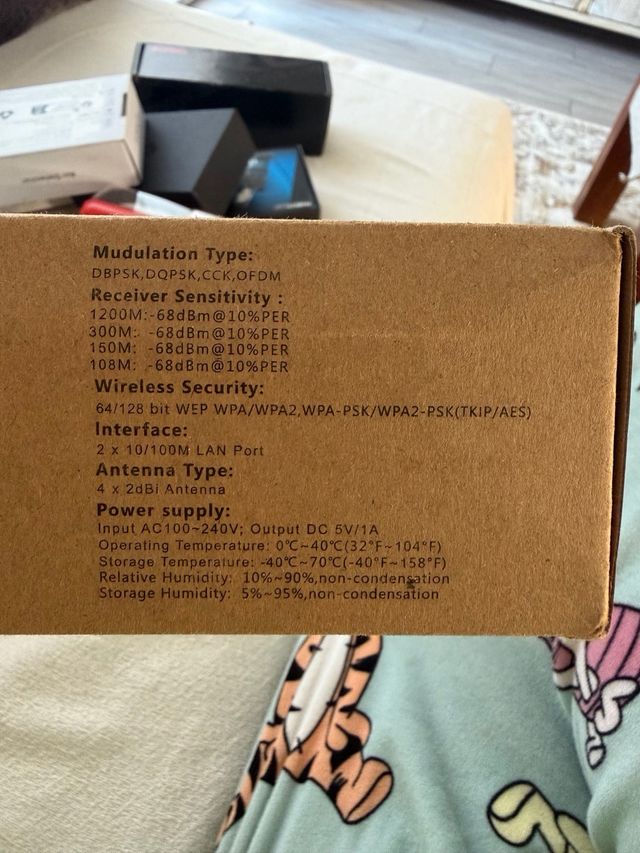 Mudulation Type:
DBPSK,DQPSK,CCK,OFDM
Receiver Sensitivity :
1200M:-68dBm@10%PER
300M: -68dBm@10%PER
150M: -68dBm@10%PER
108M: -68dBm@10%PER
Wireless Security:
64/128 bit WEP WPA/WPA2,WPA-PSK/WPA2-PSK(TKIP/AES)
Interface:
2 x 10/100M LAN Port
Antenna Type:
4 x 2dBi Antenna
Power supply:
Input AC100~240V; Output DC 5V/1A
Operating Temperature: 0℃~40℃(32°F~104°F)
Storage Temperature: -40℃~70℃(-40°F~158°F)
Relative Humidity: 10%~90%,non-condensation
Storage Humidity: 5%~95%,non-condensation